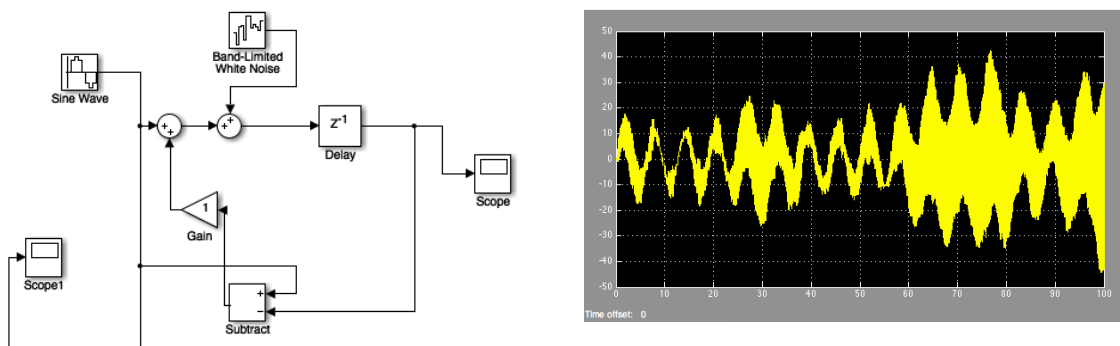 Band-Limited
White Noise
Sine Wave
+
+
+
+
Z-1
Delay
Scope
1
Gain
Scope1
+
−
Subtract
50
40
30
20
10
0
-10
-20
-30
-40
-50
0 10 20 30 40 50 60 70 80 90 100
Time offset: 0